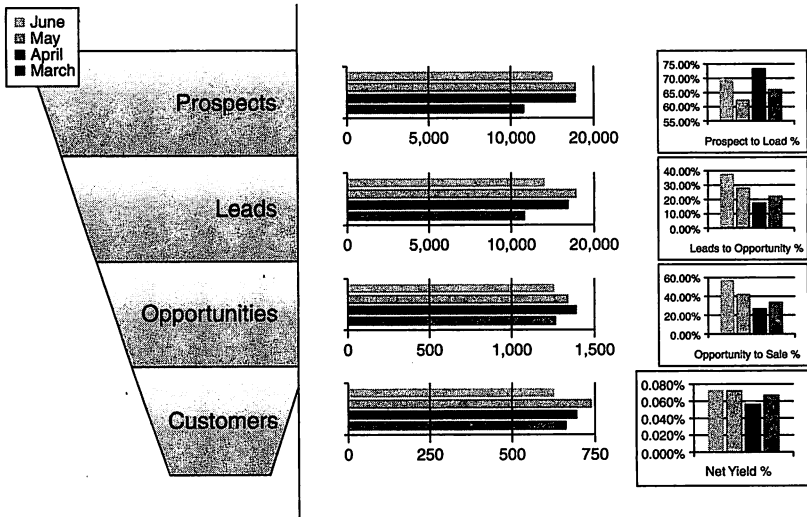 June
May
April
March
Prospects
0 5,000 10,000 20,000
75.00%
70.00%
65.00%
60.00%
55.00%
Prospect to Load %
Leads
0 5,000 10,000 20,000
40.00%
30.00%
20.00%
10.00%
0.00%
Leads to Opportunity %
Opportunities
0 500 1,000 1,500
60.00%
40.00%
20.00%
0.00%
Opportunity to Sale %
Customers
0 250 500 750
0.080%
0.060%
0.040%
0.020%
0.000%
Net Yield %